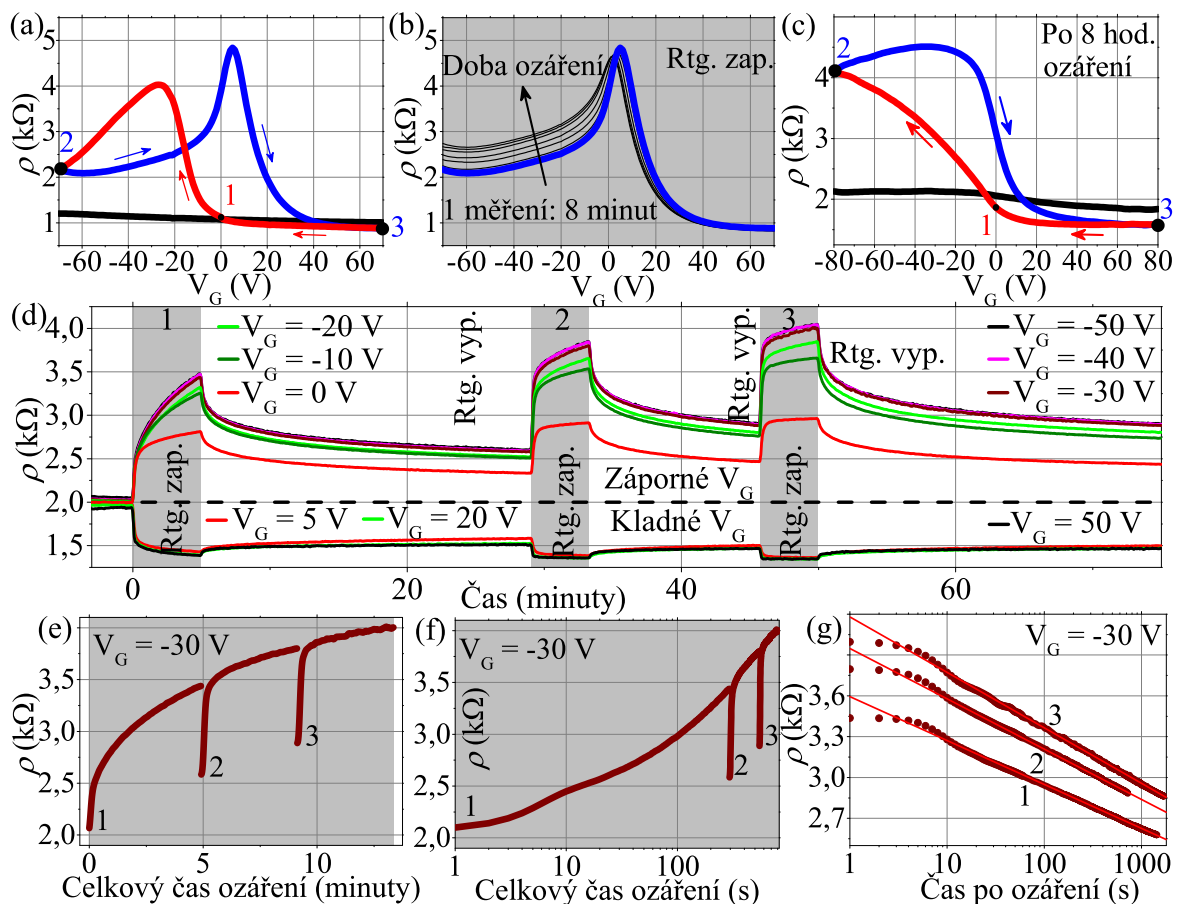 (a)
5
4
3
2
1
ρ (kΩ)
2
1
3
-60 -40 -20 0 20 40 60
V_G (V)
(b)
Doba ozáření
Rtg. zap.
1 měření: 8 minut
5
4
3
2
1
ρ (kΩ)
-60 -40 -20 0 20 40 60
V_G (V)
(c)
Po 8 hod.
ozáření
4
3
2
1
ρ (kΩ)
2
1
3
-80 -60 -40 -20 0 20 40 60 80
V_G (V)
(d)
4,0
3,5
3,0
2,5
2,0
1,5
ρ (kΩ)
1
2
3
V_G = -20 V
V_G = -10 V
V_G = 0 V
Rtg. vyp.
Rtg. vyp.
Rtg. vyp.
V_G = -50 V
V_G = -40 V
V_G = -30 V
Rtg. zap.
Rtg. zap.
Rtg. zap.
Záporné V_G
Kladné V_G
V_G = 5 V
V_G = 20 V
V_G = 50 V
0 20 40 60
Čas (minuty)
(e)
V_G = -30 V
3,5
3,0
2,5
2,0
ρ (kΩ)
1
2
3
0 5 10
Celkový čas ozáření (minuty)
(f)
V_G = -30 V
3,5
3,0
2,5
2,0
ρ (kΩ)
1
2
3
1 10 100
Celkový čas ozáření (s)
(g)
V_G = -30 V
3,6
3,3
3,0
2,7
ρ (kΩ)
3
2
1
1 10 100 1000
Čas po ozáření (s)